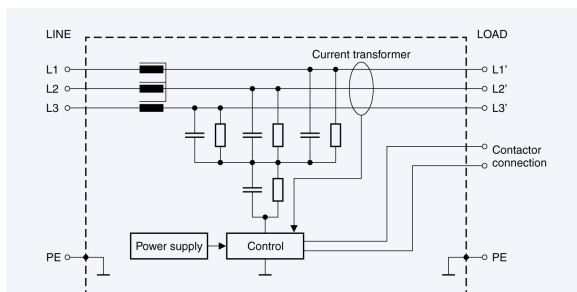 LINE
LOAD
Current transformer
L1
L1'
L2
L2'
L3
L3'
Contactor
connection
Power supply
Control
PE
PE